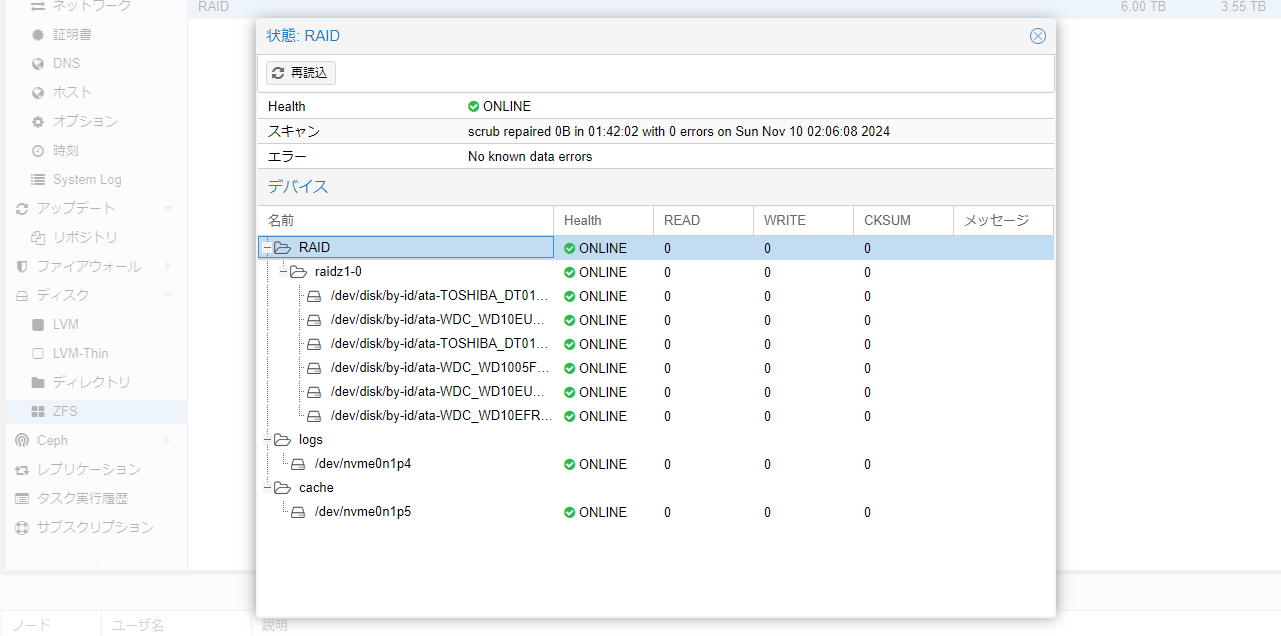 ネットワーク
RAID 6.00 TB 3.55 TB
証明書
DNS
ホスト
オプション
時刻
System Log
アップデート
リポジトリ
ファイアウォール
ディスク
LVM
LVM-Thin
ディレクトリ
ZFS
Ceph
レプリケーション
タスク実行履歴
サブスクリプション
状態: RAID
再読込
Health ONLINE
スキャン scrub repaired 0B in 01:42:02 with 0 errors on Sun Nov 10 02:06:08 2024
エラー No known data errors
デバイス
名前 Health READ WRITE CKSUM メッセージ
RAID ONLINE 0 0 0
raidz1-0 ONLINE 0 0 0
/dev/disk/by-id/ata-TOSHIBA_DT01... ONLINE 0 0 0
/dev/disk/by-id/ata-WDC_WD10EU... ONLINE 0 0 0
/dev/disk/by-id/ata-TOSHIBA_DT01... ONLINE 0 0 0
/dev/disk/by-id/ata-WDC_WD1005F... ONLINE 0 0 0
/dev/disk/by-id/ata-WDC_WD10EU... ONLINE 0 0 0
/dev/disk/by-id/ata-WDC_WD10EFR... ONLINE 0 0 0
logs
/dev/nvme0n1p4 ONLINE 0 0 0
cache
/dev/nvme0n1p5 ONLINE 0 0 0
ノード ユーザ名 説明